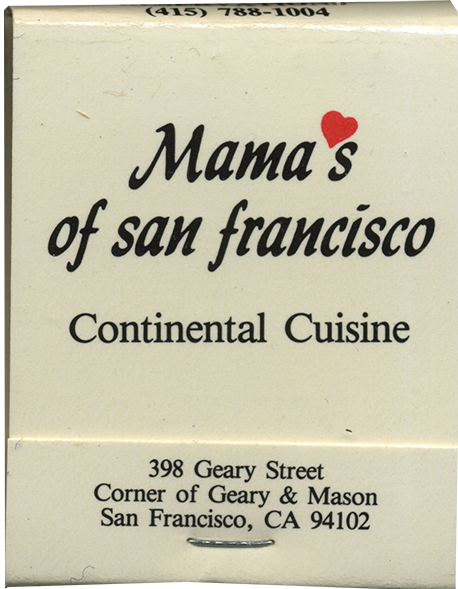 (415) 788-1004
Mama's
of san francisco
Continental Cuisine
398 Geary Street
Corner of Geary & Mason
San Francisco, CA 94102